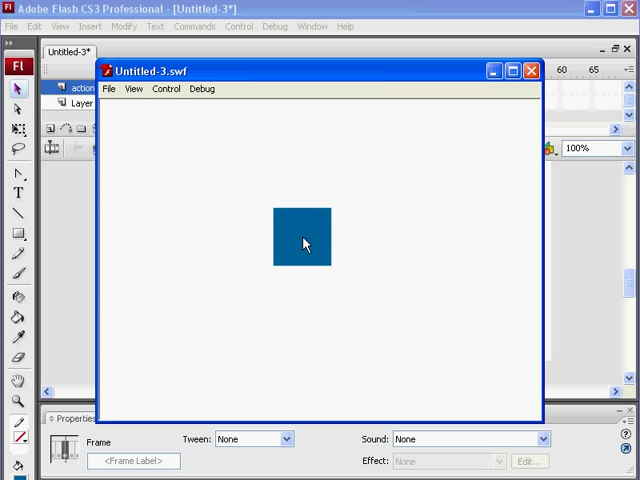 Fl Adobe Flash CS3 Professional - [Untitled-3*]
File Edit View Insert Modify Text Commands Control Debug Window Help
Untitled-3*
Fl
Untitled-3.swf
60 65
File View Control Debug
action
Layer
100%
T
Properties
Frame
Tween: None
Sound: None
<Frame Label>
Effect: None
Edit...